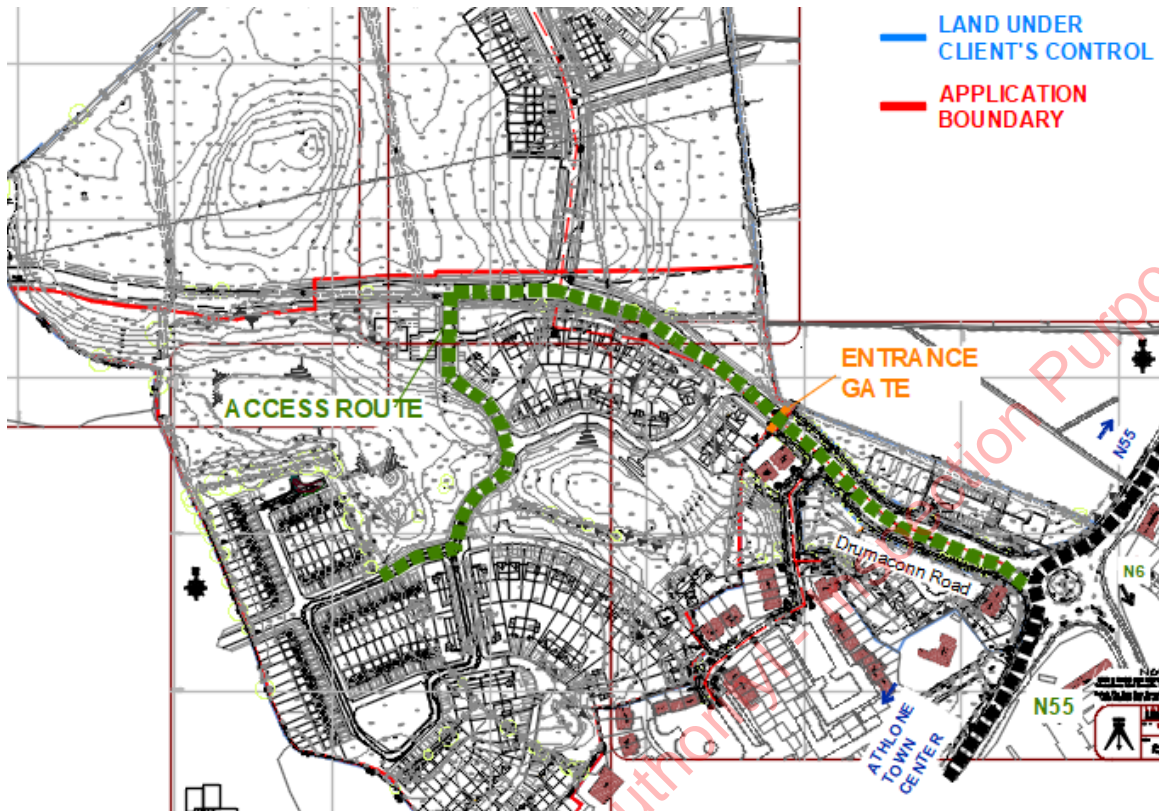 LAND UNDER
CLIENT'S CONTROL
APPLICATION
BOUNDARY
ENTRANCE
GATE
ACCESS ROUTE
N55
Drumaconn Road
N6
N55
ATHLONE
TOWN
CENTER